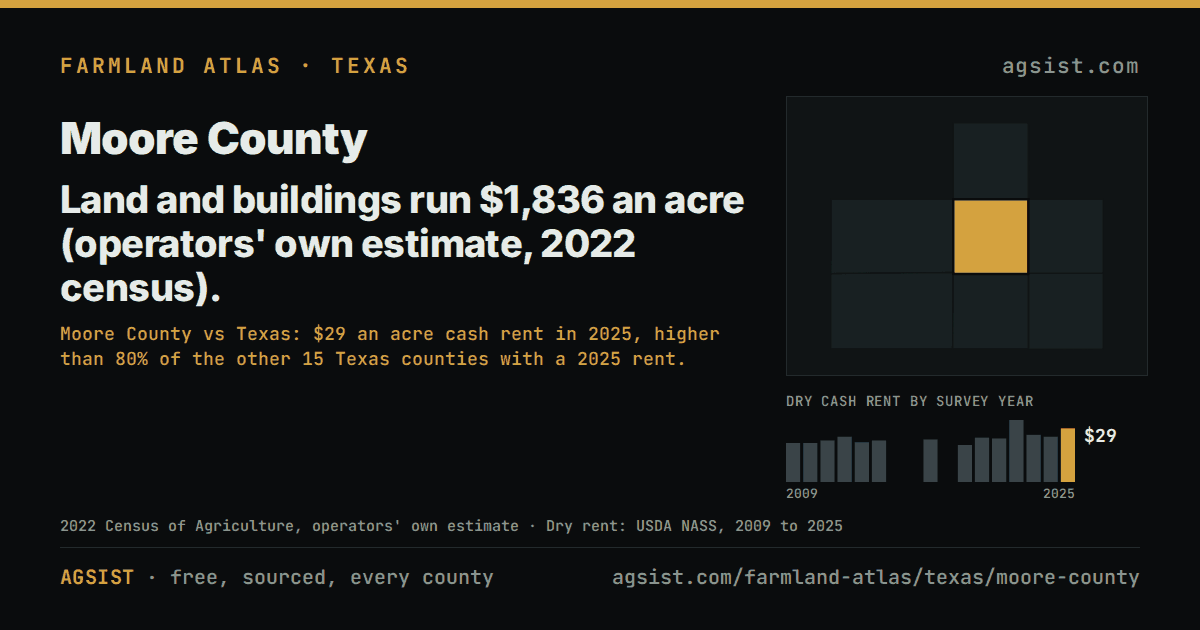 FARMLAND ATLAS · TEXAS
agsist.com
Moore County
Land and buildings run $1,836 an acre
(operators' own estimate, 2022
census).
Moore County vs Texas: $29 an acre cash rent in 2025, higher
than 80% of the other 15 Texas counties with a 2025 rent.
DRY CASH RENT BY SURVEY YEAR
$29
2009
2025
2022 Census of Agriculture, operators' own estimate · Dry rent: USDA NASS, 2009 to 2025
AGSIST · free, sourced, every county
agsist.com/farmland-atlas/texas/moore-county